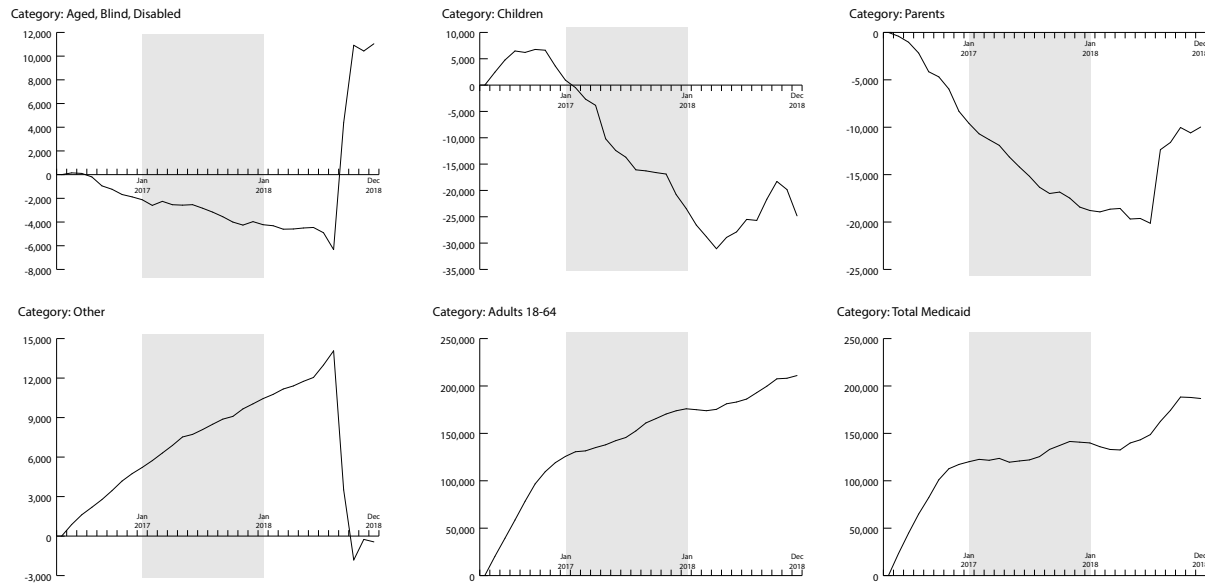 Category: Aged, Blind, Disabled
12,000
10,000
8,000
6,000
4,000
2,000
0
-2,000
-4,000
-6,000
-8,000
Jan
2017
Jan
2018
Dec
2018
Category: Children
10,000
5,000
0
-5,000
-10,000
-15,000
-20,000
-25,000
-30,000
-35,000
Jan
2017
Jan
2018
Dec
2018
Category: Parents
0
-5,000
-10,000
-15,000
-20,000
-25,000
Jan
2017
Jan
2018
Dec
2018
Category: Other
15,000
12,000
9,000
6,000
3,000
0
-3,000
Jan
2017
Jan
2018
Dec
2018
Category: Adults 18-64
250,000
200,000
150,000
100,000
50,000
0
Jan
2017
Jan
2018
Dec
2018
Category: Total Medicaid
250,000
200,000
150,000
100,000
50,000
0
Jan
2017
Jan
2018
Dec
2018